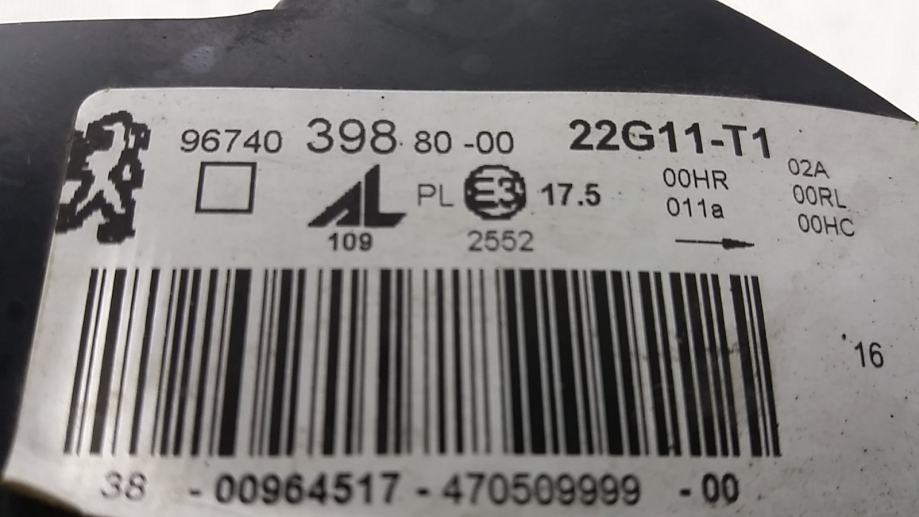 96740 398 80 -00 22G11-T1
02A
AL PL E3 17.5 00HR 00RL
109 2552 011a 00HC
16
38 - 00964517 - 470509999 - 00